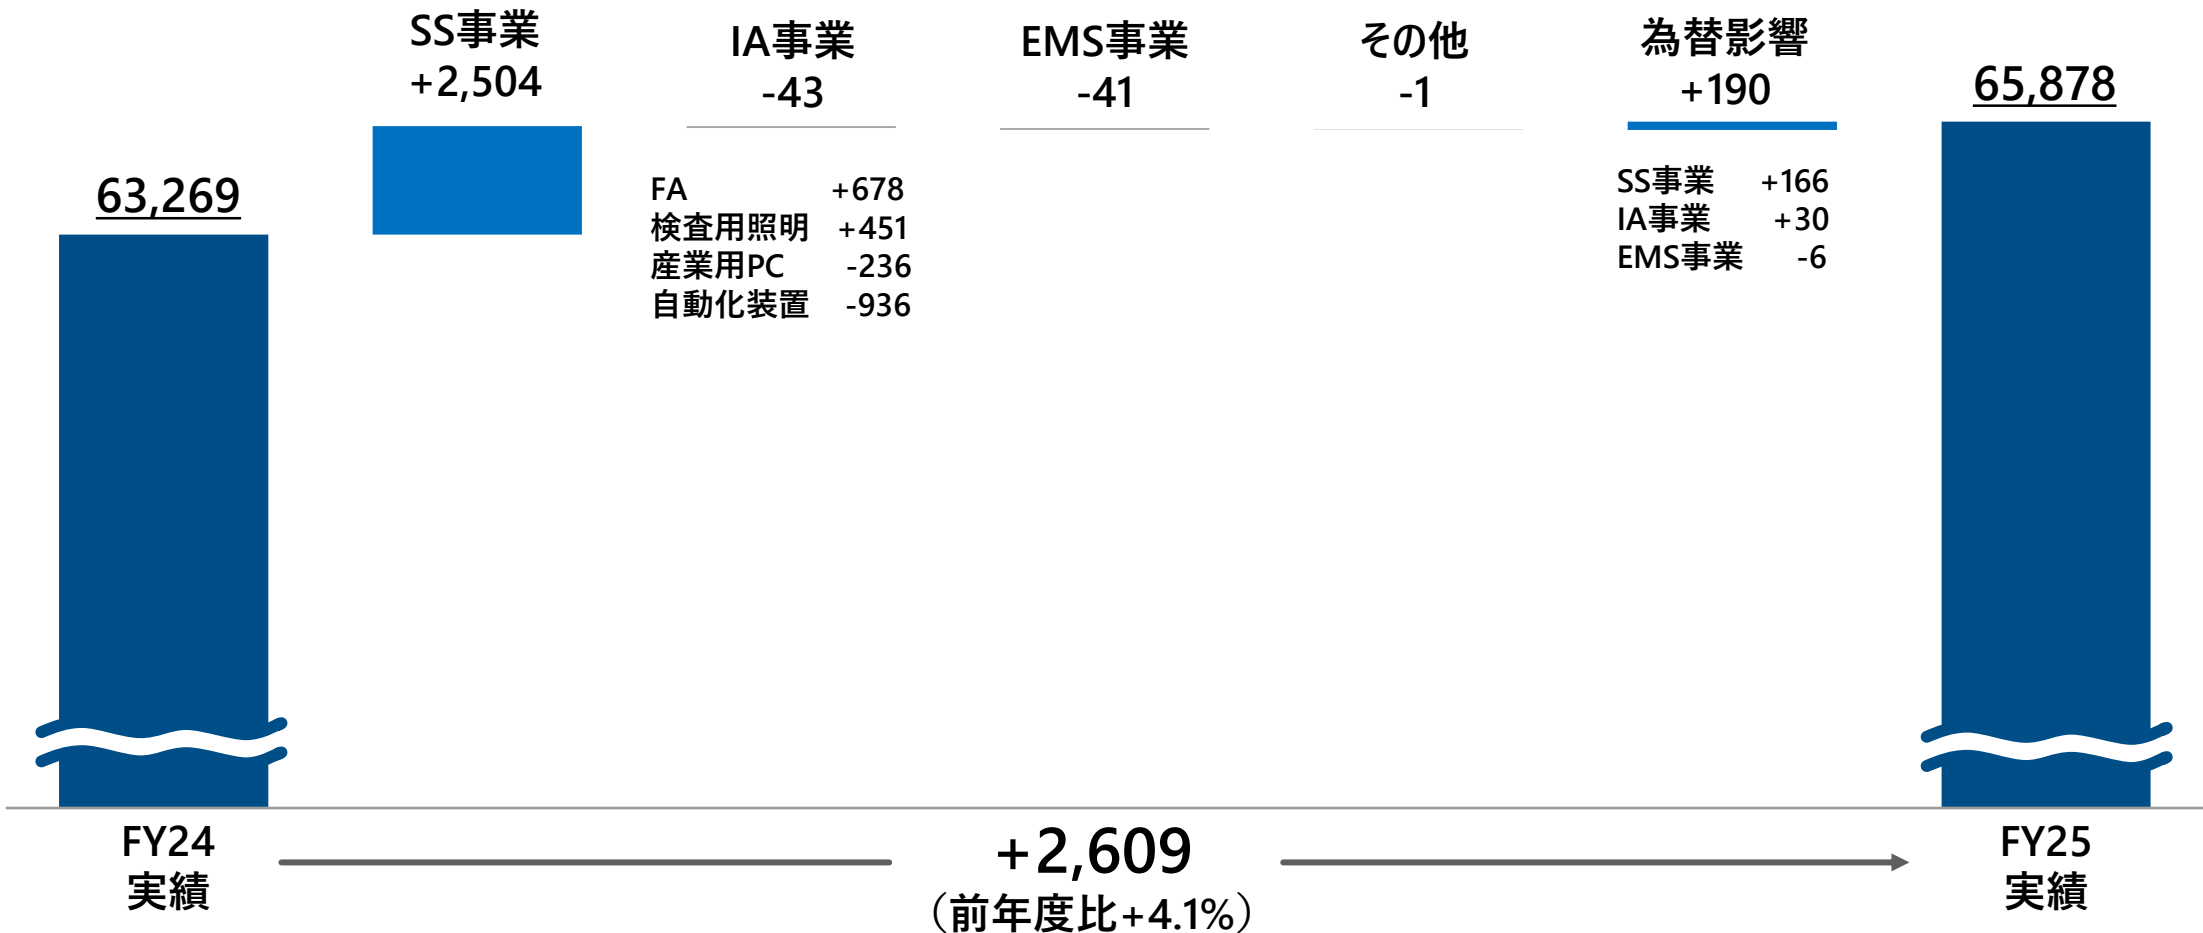 63,269
SS事業
+2,504
IA事業
-43
FA +678
検査用照明 +451
産業用PC -236
自動化装置 -936
EMS事業
-41
その他
-1
為替影響
+190
SS事業 +166
IA事業 +30
EMS事業 -6
65,878
FY24
実績
+2,609
（前年度比+4.1%）
FY25
実績